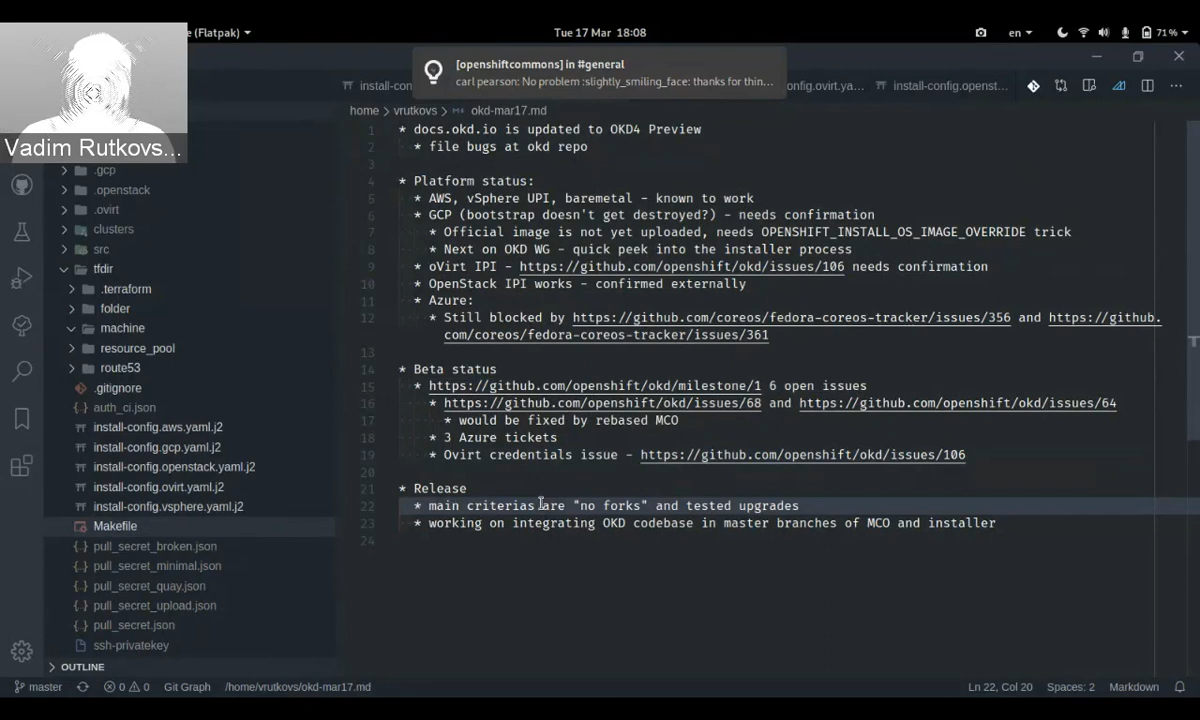 e (Flatpak)
Tue 17 Mar 18:08
en
71%
[openshiftcommons] in #general
carl pearson: No problem :slightly_smiling_face: thanks for thin...
install-co
onfig.ovirt.ya...
install-config.openst...
Vadim Rutkovs...
home > vrutkovs > okd-mar17.md
.gcp
.openstack
.ovirt
clusters
src
tfdir
.terraform
folder
machine
resource_pool
route53
.gitignore
auth_ci.json
install-config.aws.yaml.j2
install-config.gcp.yaml.j2
install-config.openstack.yaml.j2
install-config.ovirt.yaml.j2
install-config.vsphere.yaml.j2
Makefile
pull_secret_broken.json
pull_secret_minimal.json
pull_secret_quay.json
pull_secret_upload.json
pull_secret.json
ssh-privatekey
OUTLINE
1 * docs.okd.io is updated to OKD4 Preview
2 * file bugs at okd repo
3
4 * Platform status:
5 * AWS, vSphere UPI, baremetal - known to work
6 * GCP (bootstrap doesn't get destroyed?) - needs confirmation
7 * Official image is not yet uploaded, needs OPENSHIFT_INSTALL_OS_IMAGE_OVERRIDE trick
8 * Next on OKD WG - quick peek into the installer process
9 * oVirt IPI - https://github.com/openshift/okd/issues/106 needs confirmation
10 * OpenStack IPI works - confirmed externally
11 * Azure:
12 * Still blocked by https://github.com/coreos/fedora-coreos-tracker/issues/356 and https://github.
com/coreos/fedora-coreos-tracker/issues/361
13
14 * Beta status
15 * https://github.com/openshift/okd/milestone/1 6 open issues
16 * https://github.com/openshift/okd/issues/68 and https://github.com/openshift/okd/issues/64
17 * would be fixed by rebased MCO
18 * 3 Azure tickets
19 * Ovirt credentials issue - https://github.com/openshift/okd/issues/106
20
21 * Release
22 * main criterias are "no forks" and tested upgrades
23 * working on integrating OKD codebase in master branches of MCO and installer
24
master
0 0
Git Graph
/home/vrutkovs/okd-mar17.md
Ln 22, Col 20
Spaces: 2
Markdown